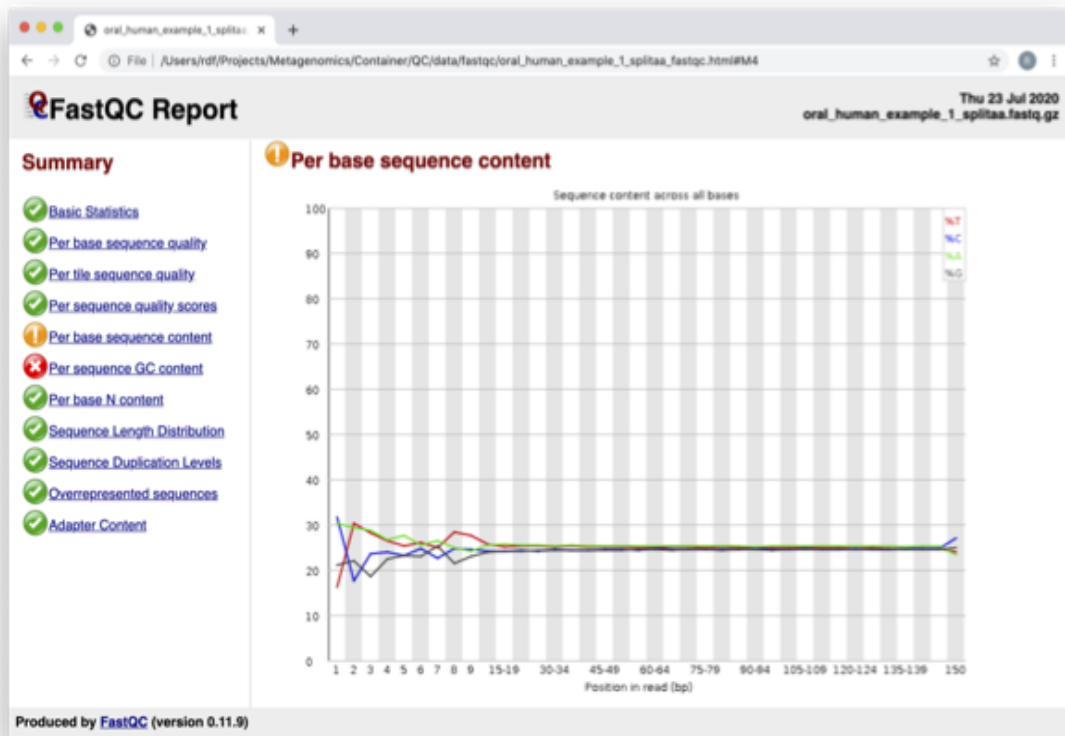 oral_human_example_1_splitaa
File | /Users/rdf/Projects/Metagenomics/Container/QC/data/fastqc/oral_human_example_1_splitaa_fastqc.html#M4
FastQC Report
Thu 23 Jul 2020
oral_human_example_1_splitaa.fastq.gz
Summary
Basic Statistics
Per base sequence quality
Per tile sequence quality
Per sequence quality scores
Per base sequence content
Per sequence GC content
Per base N content
Sequence Length Distribution
Sequence Duplication Levels
Overrepresented sequences
Adapter Content
Per base sequence content
Sequence content across all bases
%T
%C
%A
%G
100
90
80
70
60
50
40
30
20
10
0
1 2 3 4 5 6 7 8 9 15-19 30-34 45-49 60-64 75-79 90-94 105-109 120-124 135-139 150
Position in read (bp)
Produced by FastQC (version 0.11.9)